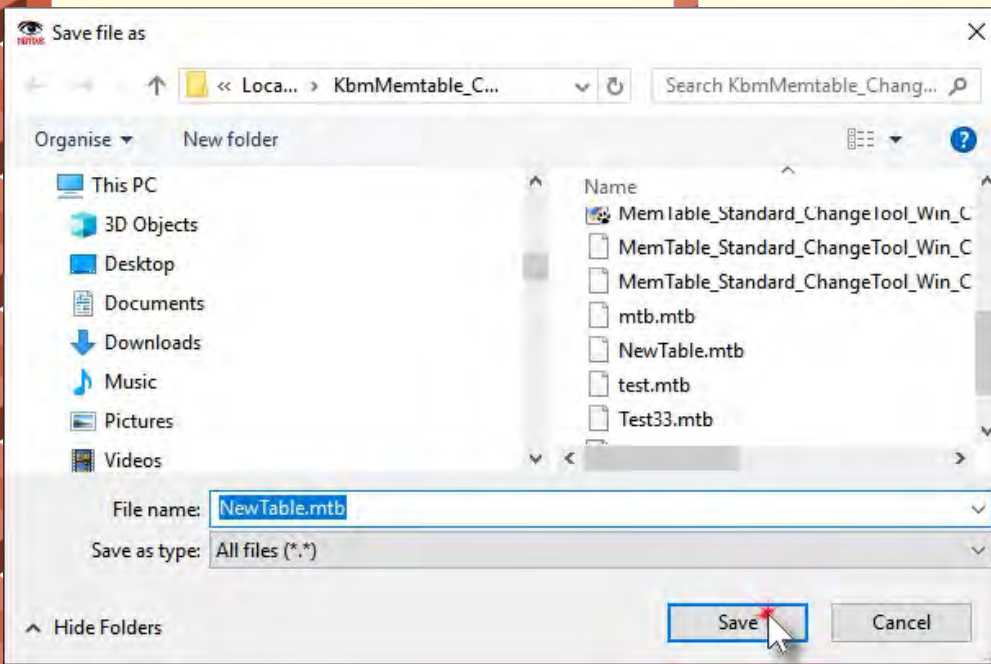 Save file as
« Loca... › KbmMemtable_C...
Search KbmMemtable_Chang...
Organise
New folder
?
This PC
3D Objects
Desktop
Documents
Downloads
Music
Pictures
Videos
Name
MemTable_Standard_ChangeTool_Win_C
MemTable_Standard_ChangeTool_Win_C
MemTable_Standard_ChangeTool_Win_C
mtb.mtb
NewTable.mtb
test.mtb
Test33.mtb
File name: NewTable.mtb
Save as type: All files (*.*)
Hide Folders
Save
Cancel